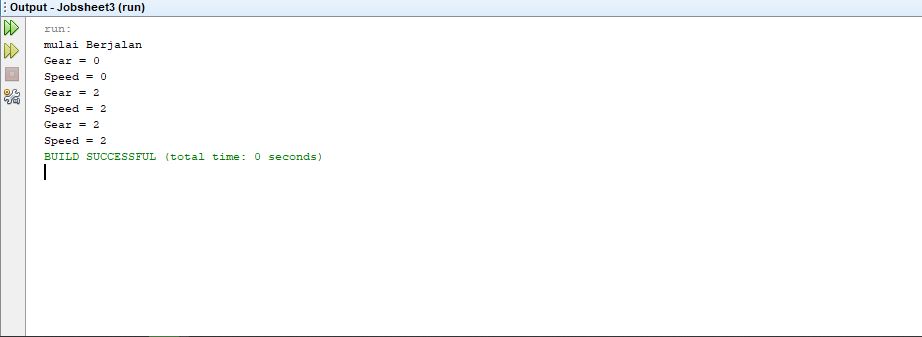 Output - Jobsheet3 (run)
run:
mulai Berjalan
Gear = 0
Speed = 0
Gear = 2
Speed = 2
Gear = 2
Speed = 2
BUILD SUCCESSFUL (total time: 0 seconds)